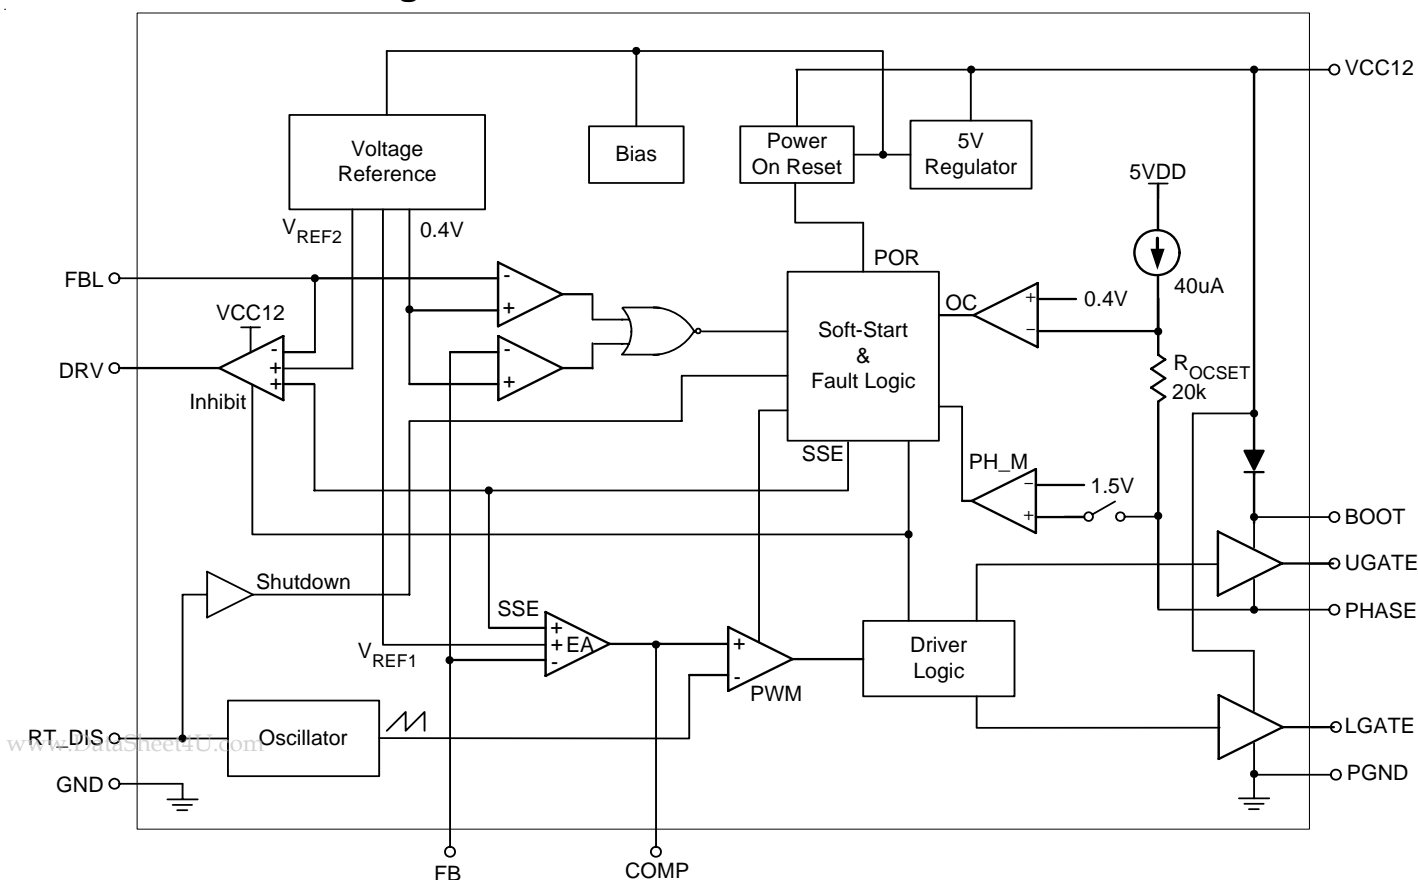 g
VCC12
Voltage
Reference
Bias
Power
On Reset
5V
Regulator
5VDD
VREF2
0.4V
POR
FBL
40uA
VCC12
OC
+
0.4V
-
+
Soft-Start
&
Fault Logic
−
DRV
-
+
+
-
+
ROCSET
20k
Inhibit
SSE
PH_M
−
1.5V
+
BOOT
UGATE
Shutdown
SSE
PHASE
+
+
-
EA
VREF1
+
-
PWM
Driver
Logic
RT_DIS
Oscillator
LGATE
www.DataSheet4U.com
GND
PGND
FB
COMP